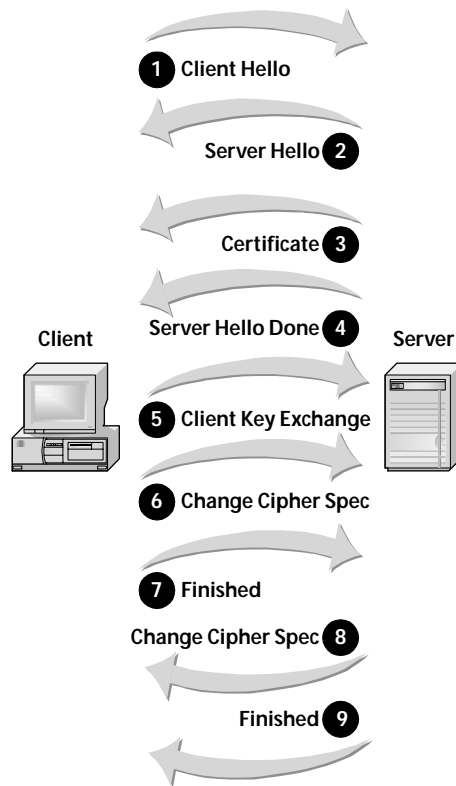 1 Client Hello
Server Hello 2
Certificate 3
Server Hello Done 4
Client
Server
5 Client Key Exchange
6 Change Cipher Spec
7 Finished
Change Cipher Spec 8
Finished 9